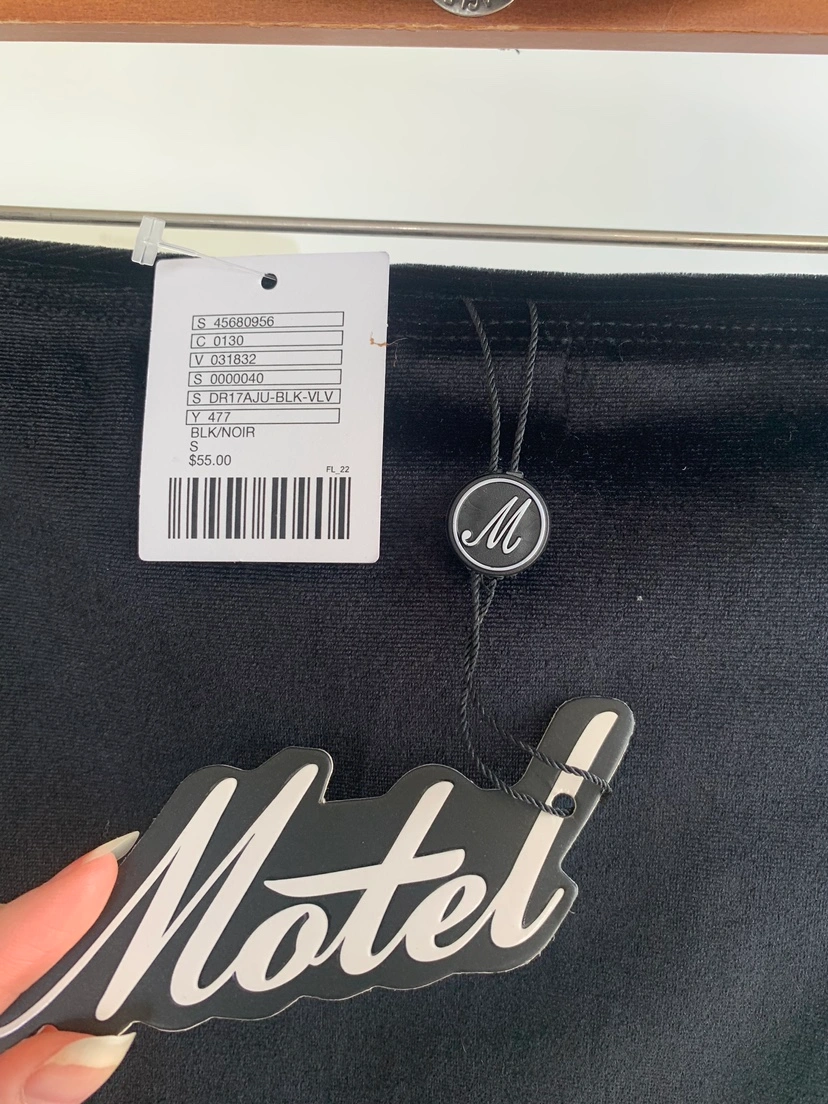 S 45680956
C 0130
V 031832
S 0000040
S DR17AJU-BLK-VLV
Y 477
BLK/NOIR
S
$55.00
FL_22
M
Motel